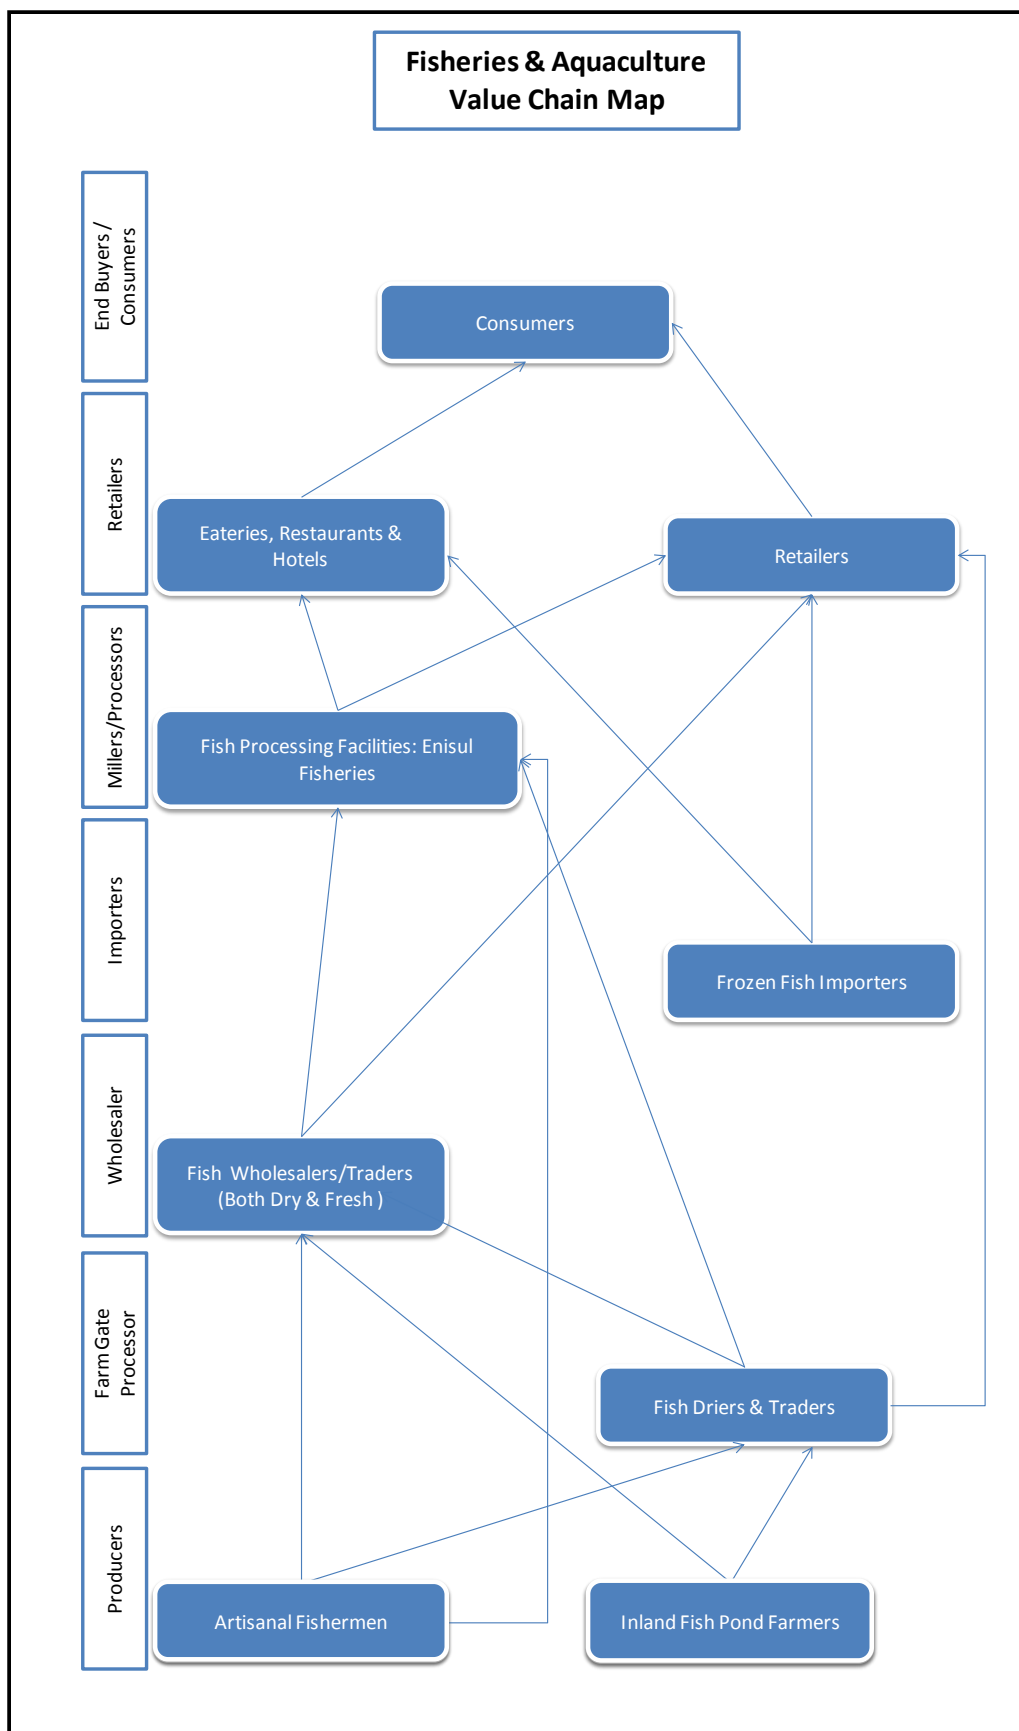 Fisheries & Aquaculture
Value Chain Map
End Buyers /
Consumers
Consumers
Retailers
Eateries, Restaurants &
Hotels
Retailers
Millers/Processors
Fish Processing Facilities: Enisul
Fisheries
Importers
Frozen Fish Importers
Wholesaler
Fish Wholesalers/Traders
(Both Dry & Fresh )
Farm Gate
Processor
Fish Driers & Traders
Producers
Artisanal Fishermen
Inland Fish Pond Farmers